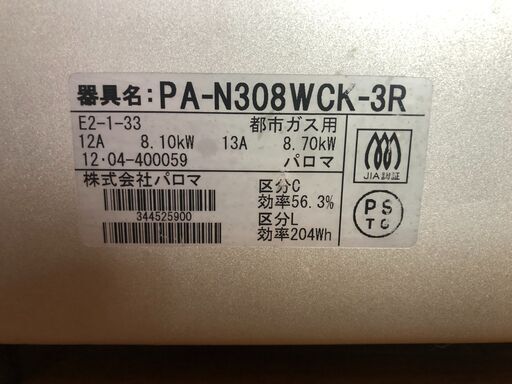 器具名:PA-N308WCK-3R
E2-1-33 都市ガス用
12A 8.10kW 13A 8.70kW
12・04-400059 パロマ
株式会社パロマ
344525900
区分C
効率56.3%
区分L
効率204Wh
JIA認証
PS
TG